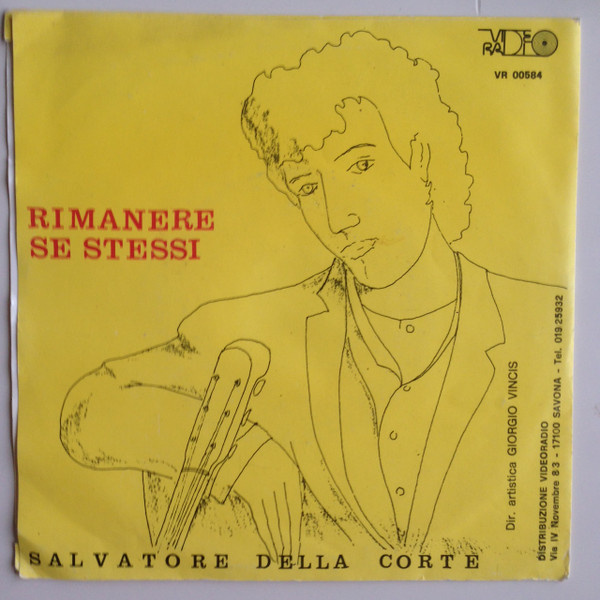 VIDEO
RADIO
VR 00584
RIMANERE
SE STESSI
Dir. artistica GIORGIO VINCIS
DISTRIBUZIONE VIDEORADIO
Via IV Novembre 8-3 - 17100 SAVONA - Tel. 019-25932
SALVATORE DELLA CORTE